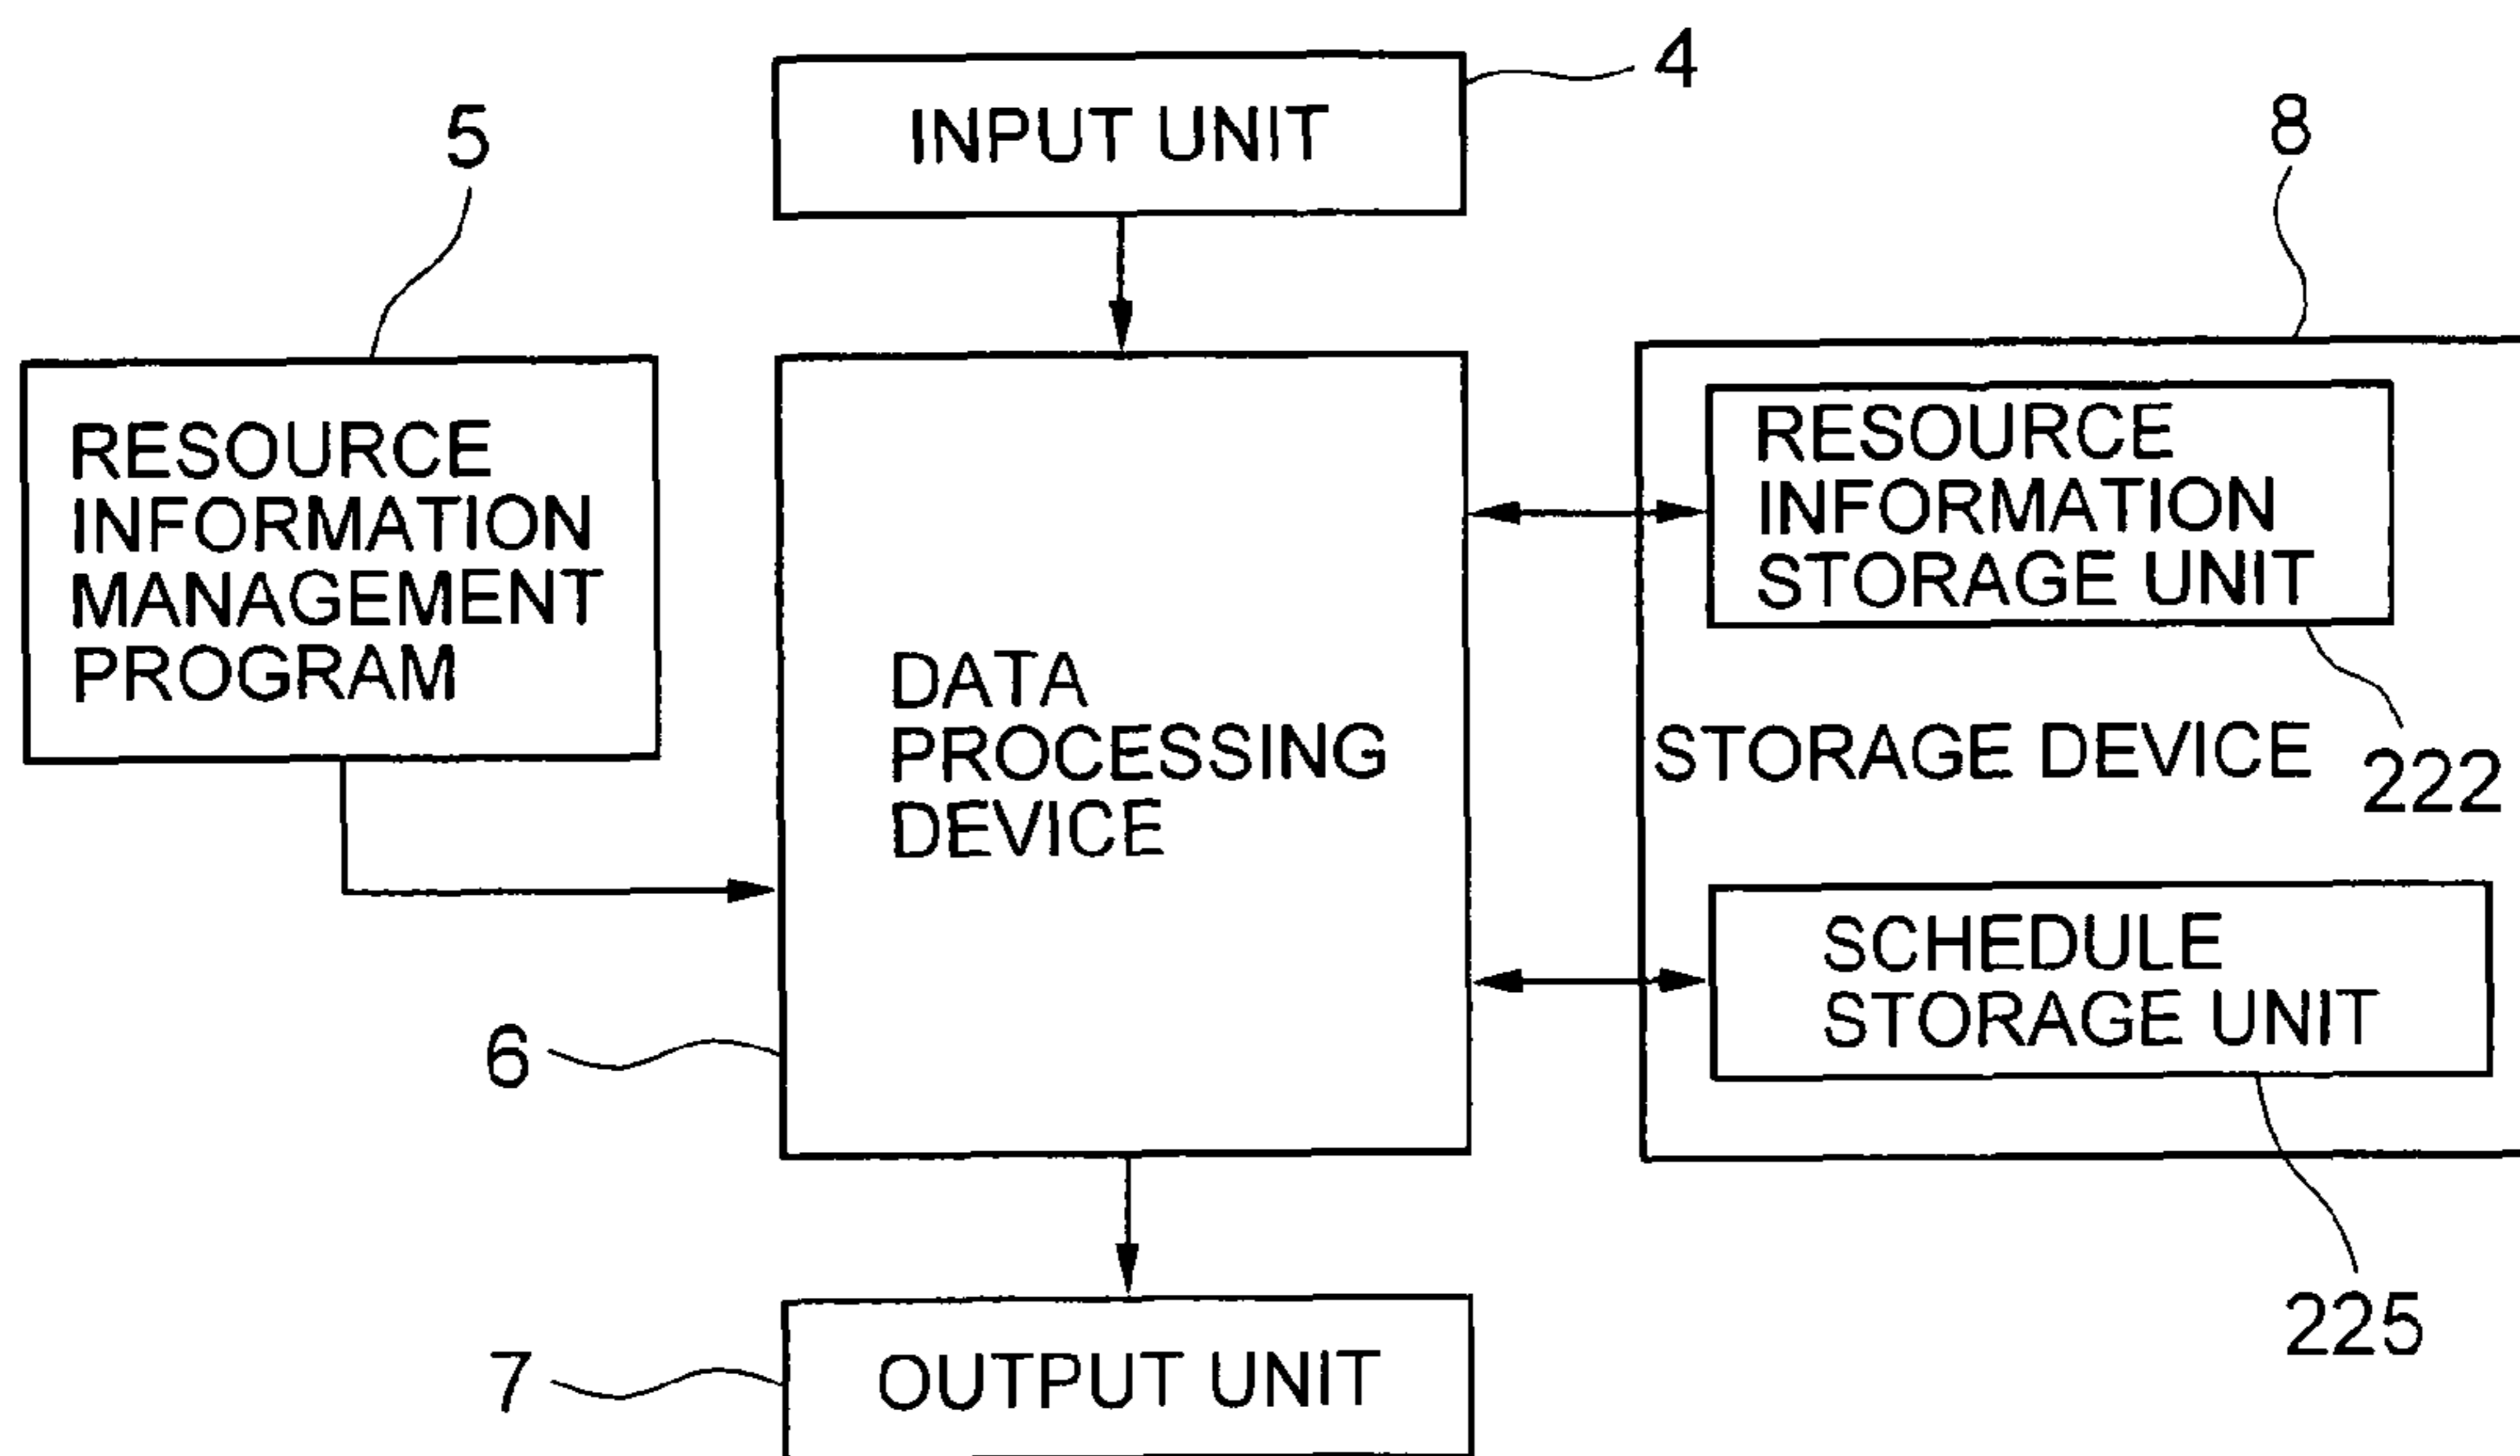 4
INPUT UNIT
5
8
RESOURCE
INFORMATION
MANAGEMENT
PROGRAM
DATA
PROCESSING
DEVICE
RESOURCE
INFORMATION
STORAGE UNIT
STORAGE DEVICE
222
SCHEDULE
STORAGE UNIT
6
225
7
OUTPUT UNIT